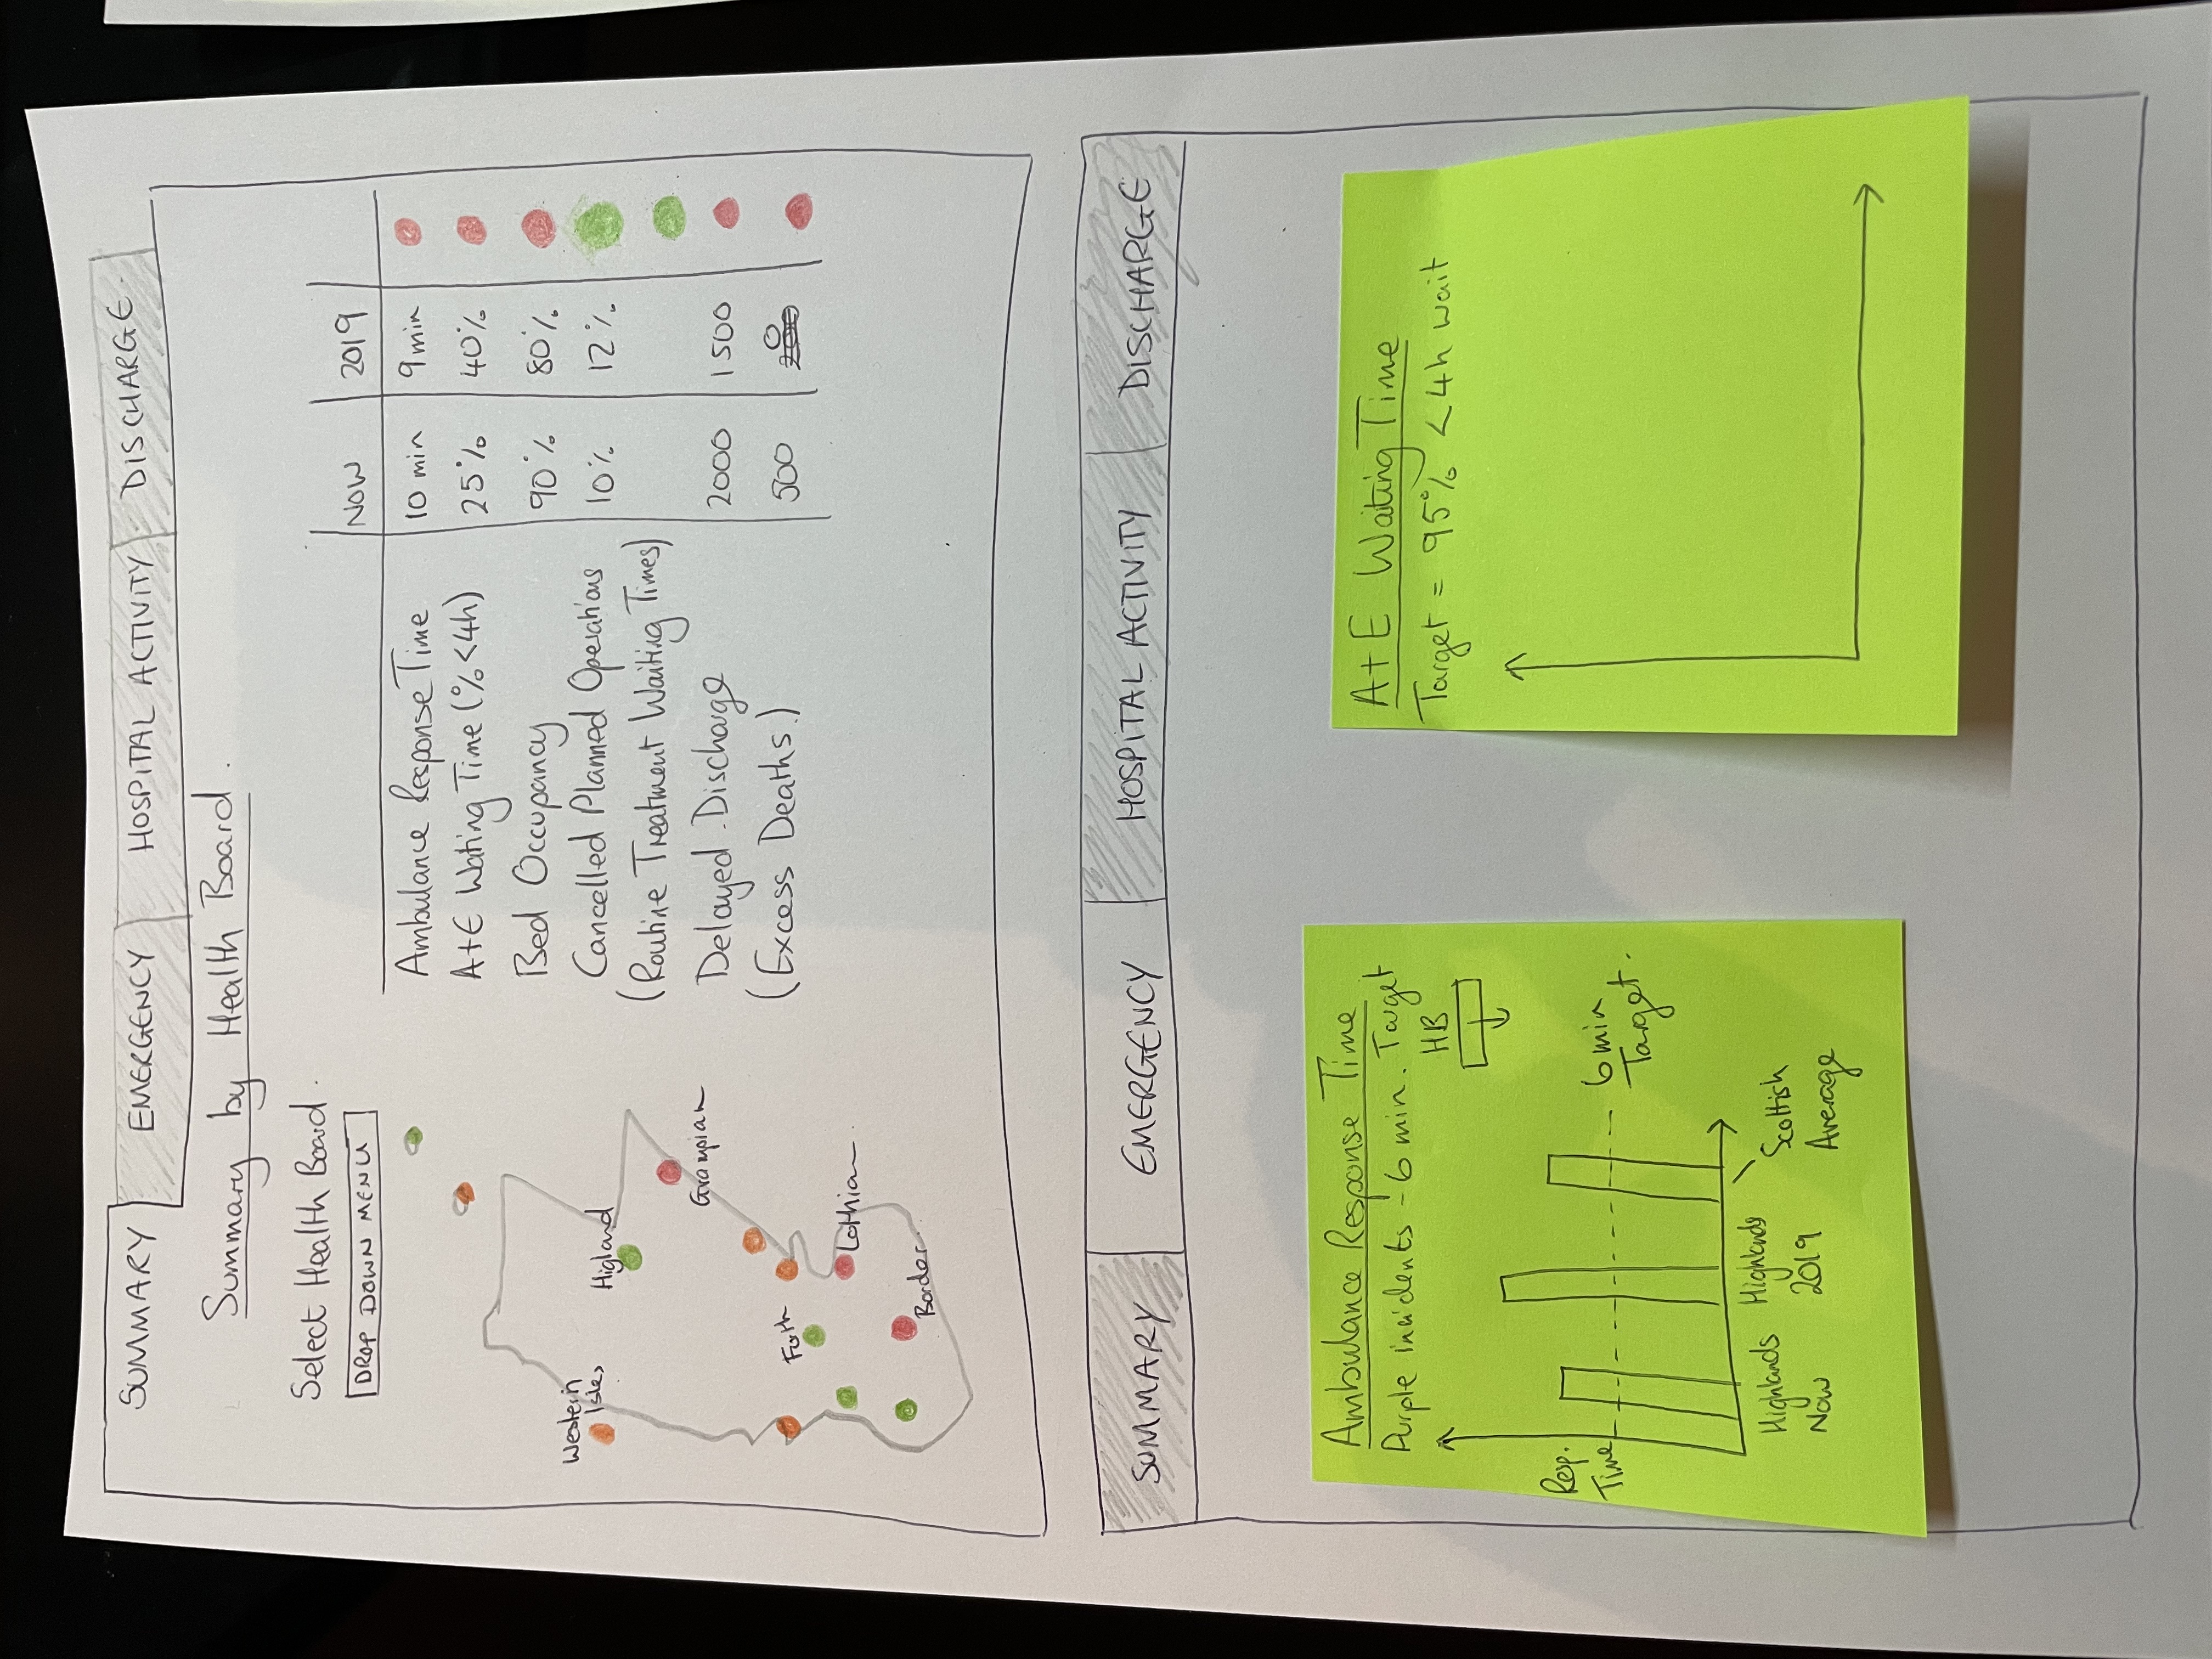 SUMMARY EMERGENCY HOSPITAL ACTIVITY DISCHARGE
Summary by Health Board.
Select Health Board.
DROP DOWN MENU
NOW 2019
Ambulance Response Time 10 min 9 min
A+E Wating Time (% <4h) 25% 40%
Bed Occupancy 90% 80%
Cancelled Planned Operations 10% 12%
(Routine Treatment Waiting Times)
Delayed Discharge 2000 1500
(Excess Deaths.) 500 0
Western
Isles
Higland
Grampian
Forth
Lothian
Border
SUMMARY EMERGENCY HOSPITAL ACTIVITY DISCHARGE
Ambulance Response Time
Purple incidents - 6 min. Target
HB
Resp.
Time
6 min
Target.
Highlands
Now
Highlands
2019
Scottish
Average
A+E Waiting Time
Target = 95% <4h wait